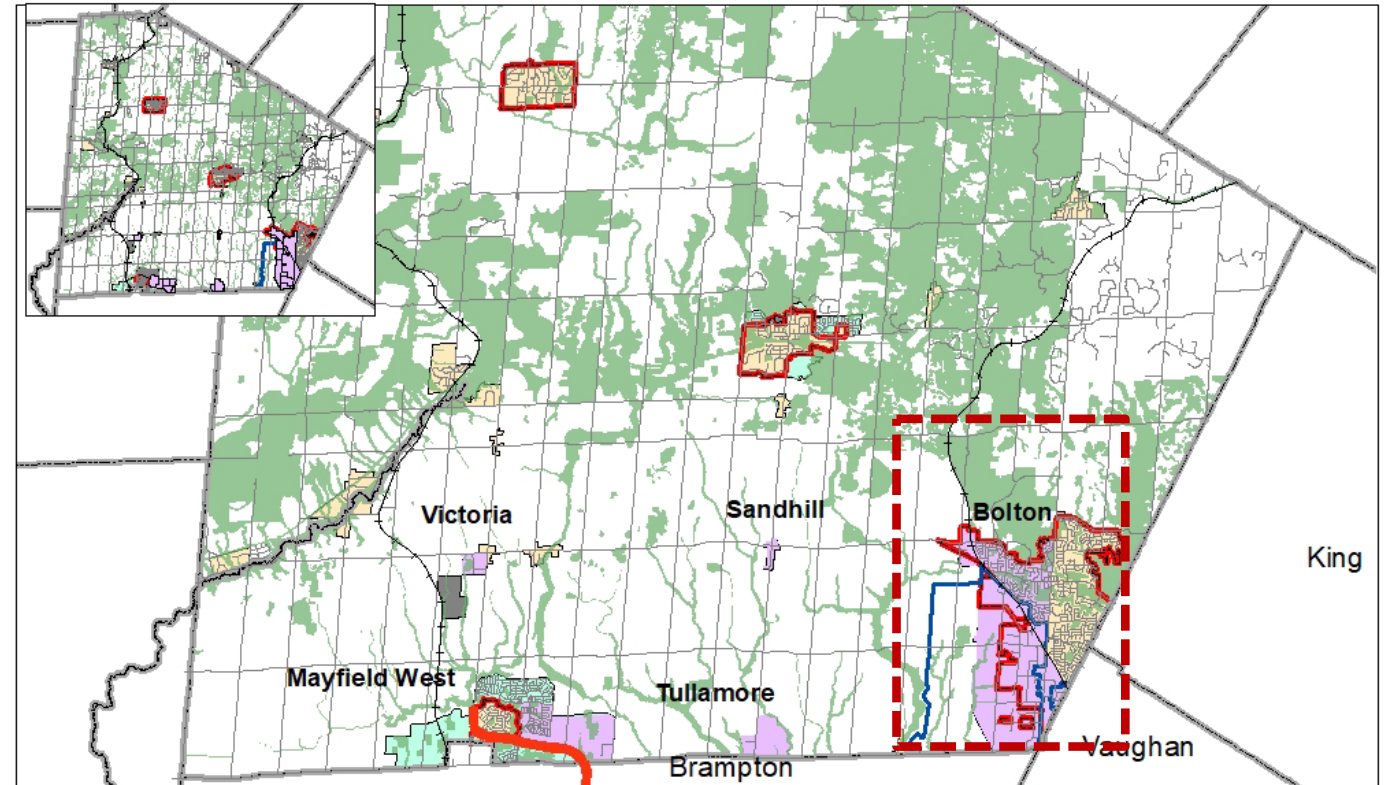 Victoria
Sandhill
Bolton
King
Mayfield West
Tullamore
Vaughan
Brampton